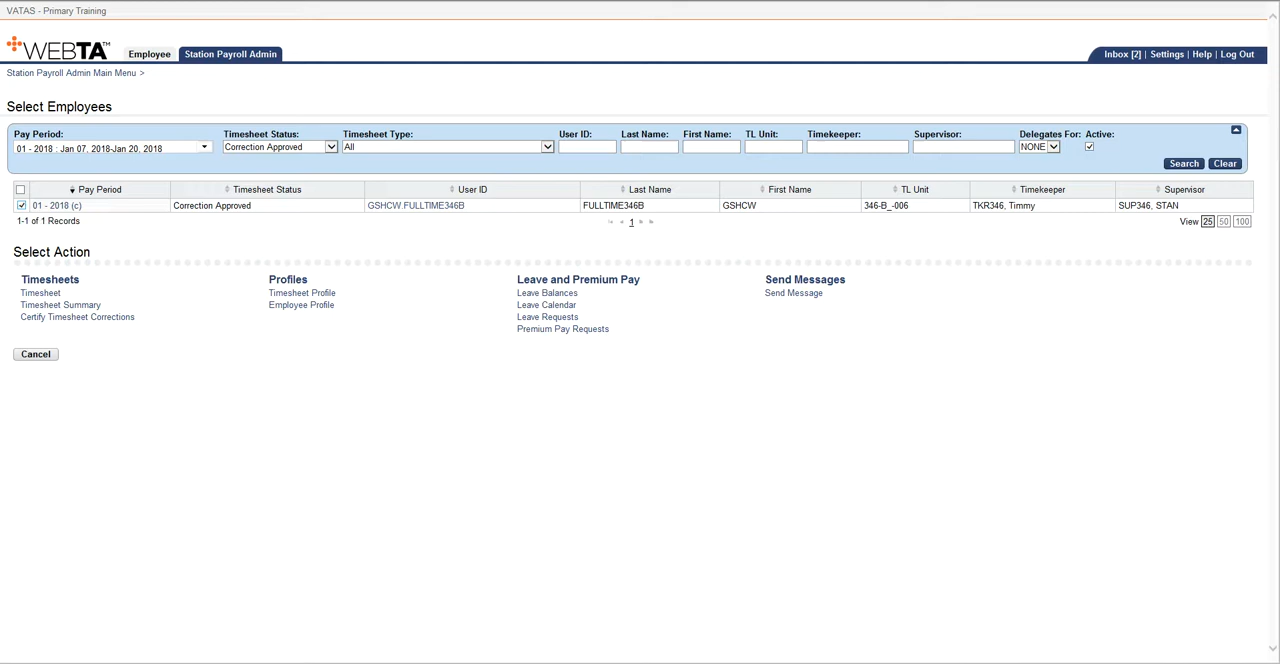 VATAS - Primary Training
WEBTA™ Employee Station Payroll Admin Inbox [2] | Settings | Help | Log Out
Station Payroll Admin Main Menu >
Select Employees
Pay Period: Timesheet Status: Timesheet Type: User ID: Last Name: First Name: TL Unit: Timekeeper: Supervisor: Delegates For: Active:
01 - 2018 : Jan 07, 2018-Jan 20, 2018 Correction Approved All NONE
Search Clear
Pay Period Timesheet Status User ID Last Name First Name TL Unit Timekeeper Supervisor
01 - 2018 (c) Correction Approved GSHCW.FULLTIME346B FULLTIME346B GSHCW 346-B_-006 TKR346, Timmy SUP346, STAN
1-1 of 1 Records 1 View 25 50 100
Select Action
Timesheets Profiles Leave and Premium Pay Send Messages
Timesheet Timesheet Profile Leave Balances Send Message
Timesheet Summary Employee Profile Leave Calendar
Certify Timesheet Corrections Leave Requests
Premium Pay Requests
Cancel